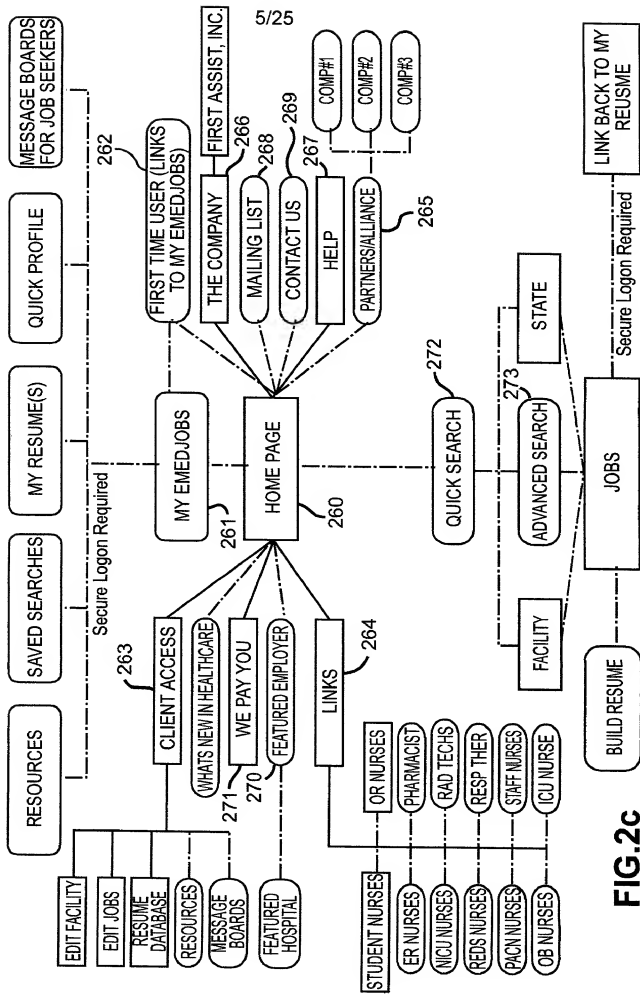 5/25
RESOURCES
SAVED SEARCHES
MY RESUME(S)
QUICK PROFILE
MESSAGE BOARDS
FOR JOB SEEKERS
Secure Logon Required
262
MY EMEDJOBS
261
FIRST TIME USER (LINKS
TO MY EMEDJOBS)
FIRST ASSIST, INC.
THE COMPANY
266
MAILING LIST
268
CONTACT US
269
HELP
267
PARTNERS/ALLIANCE
265
COMP#1
COMP#2
COMP#3
HOME PAGE
260
EDIT FACILITY
EDIT JOBS
RESUME
DATABASE
RESOURCES
MESSAGE
BOARDS
FEATURED
HOSPITAL
263
CLIENT ACCESS
WHATS NEW IN HEALTHCARE
WE PAY YOU
271
FEATURED EMPLOYER
270
LINKS
264
STUDENT NURSES
OR NURSES
ER NURSES
PHARMACIST
NICU NURSES
RAD TECHS
REDS NURSES
RESP THER
PACN NURSES
STAFF NURSES
OB NURSES
ICU NURSE
QUICK SEARCH
272
FACILITY
ADVANCED SEARCH
273
STATE
BUILD RESUME
JOBS
Secure Logon Required
LINK BACK TO MY
REUSME
FIG.2c